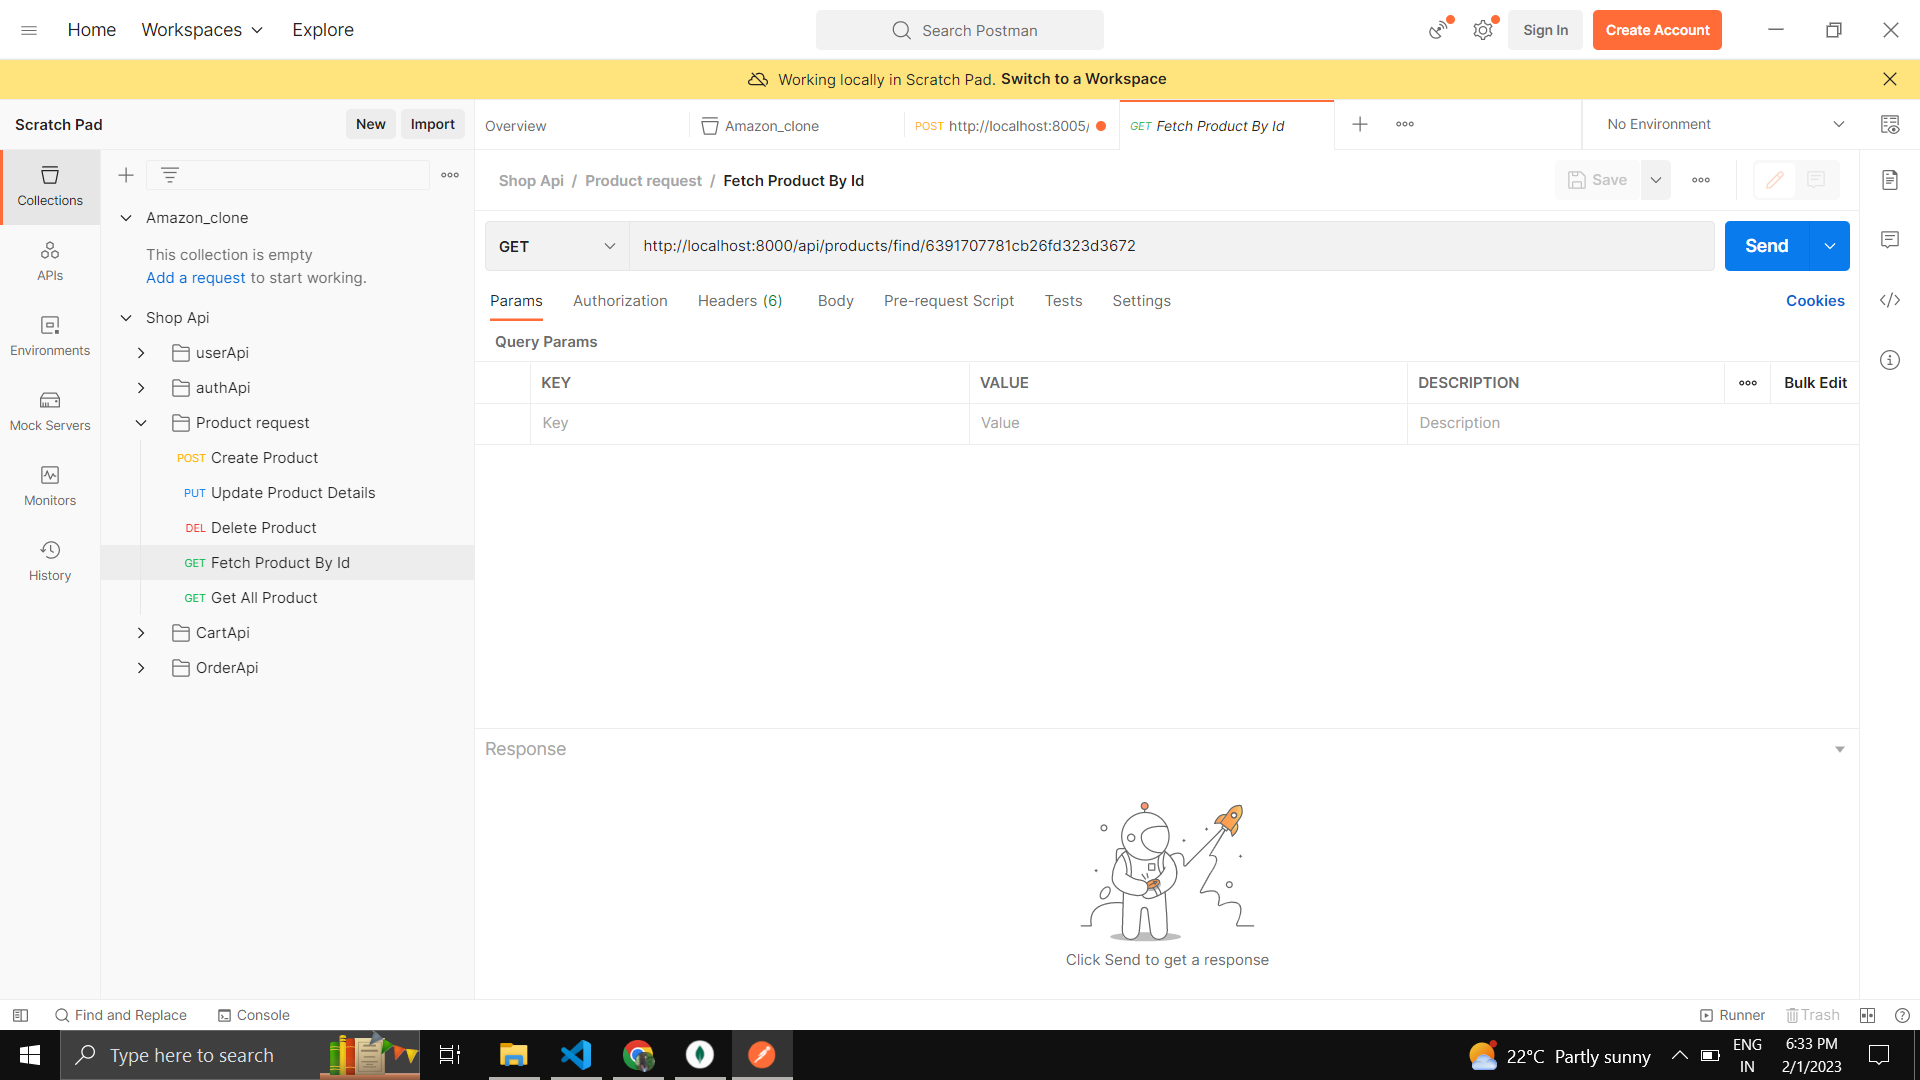 Home
Workspaces
Explore
Search Postman
Sign In
Create Account
Working locally in Scratch Pad. Switch to a Workspace
Scratch Pad
New
Import
Overview
Amazon_clone
POST http://localhost:8005/
GET Fetch Product By Id
No Environment
Collections
APIs
Environments
Mock Servers
Monitors
History
Amazon_clone
This collection is empty
Add a request to start working.
Shop Api
userApi
authApi
Product request
POST Create Product
PUT Update Product Details
DEL Delete Product
GET Fetch Product By Id
GET Get All Product
CartApi
OrderApi
Shop Api / Product request / Fetch Product By Id
Save
GET
http://localhost:8000/api/products/find/6391707781cb26fd323d3672
Send
Params
Authorization
Headers (6)
Body
Pre-request Script
Tests
Settings
Cookies
Query Params
KEY
VALUE
DESCRIPTION
Bulk Edit
Key
Value
Description
Response
Click Send to get a response
Find and Replace
Console
Runner
Trash
Type here to search
22°C Partly sunny
ENG
IN
6:33 PM
2/1/2023